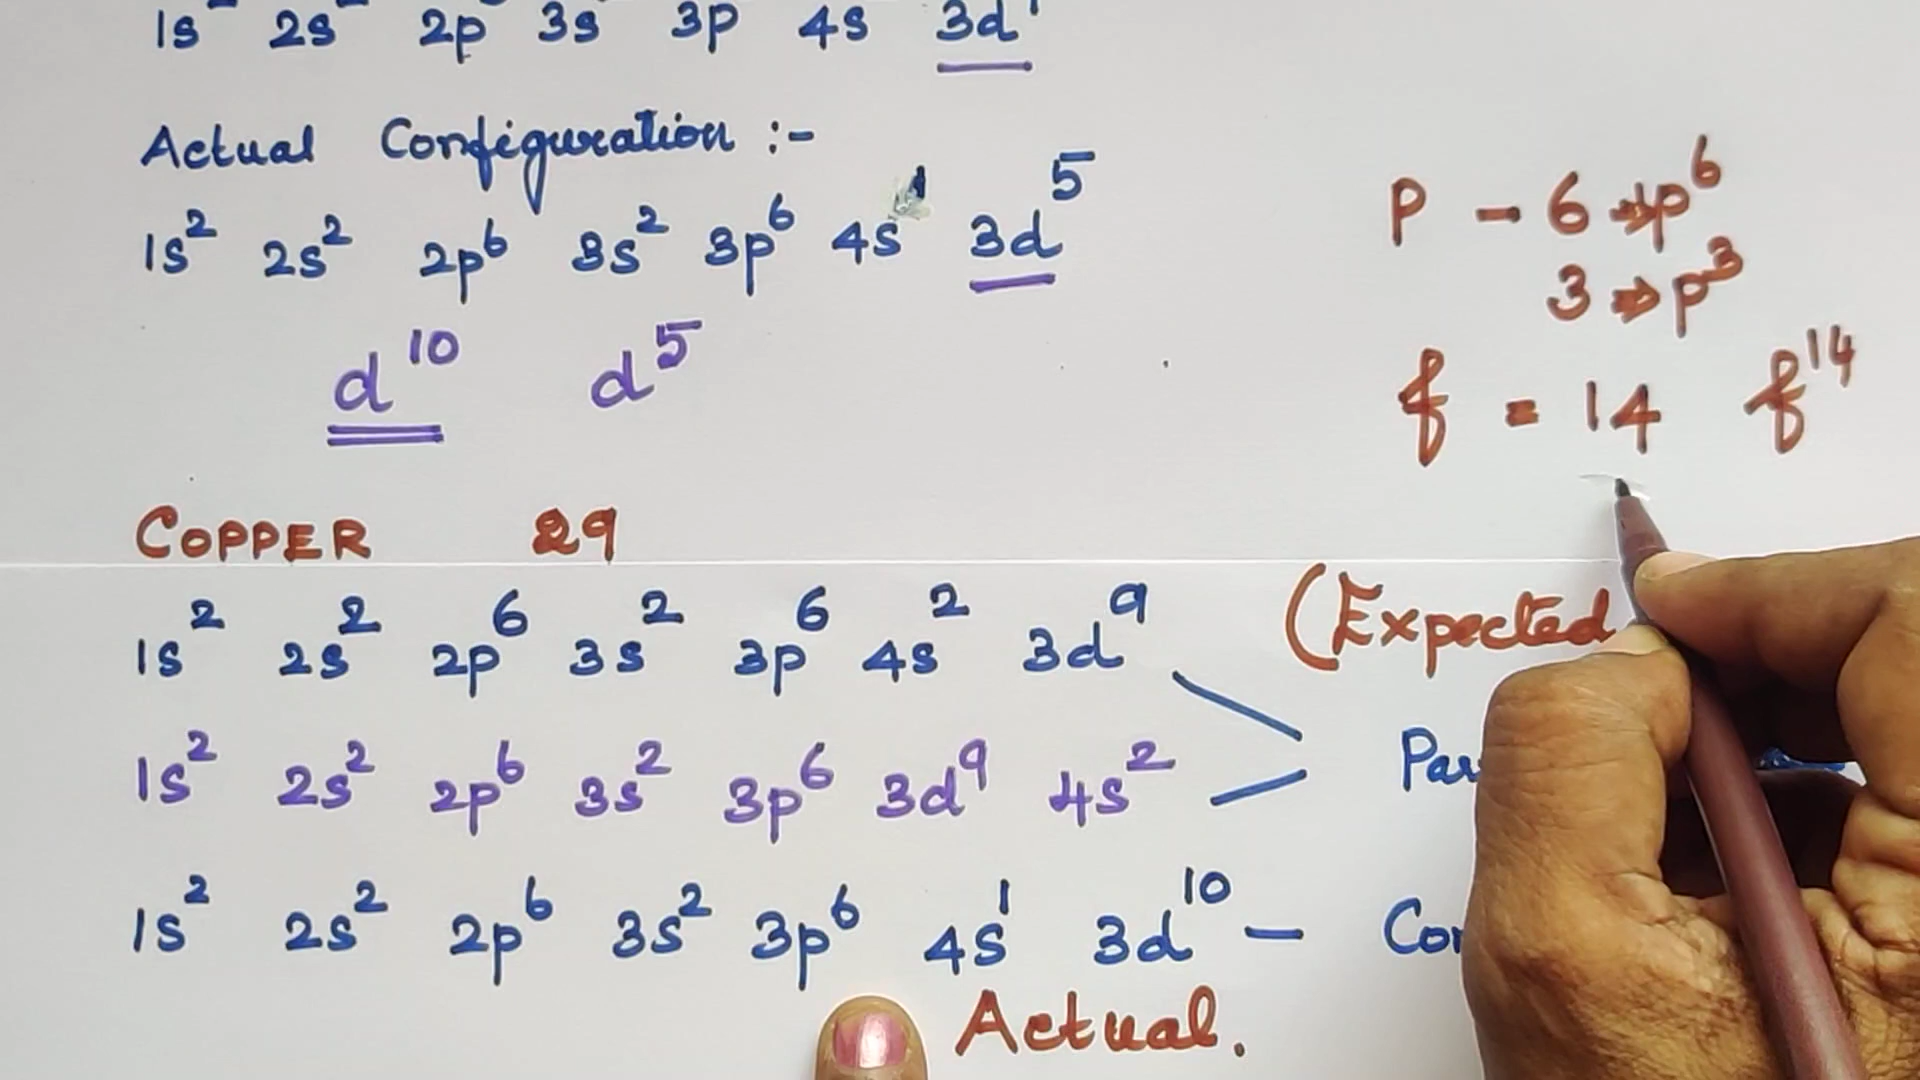 1s 2s 2p 3s 3p 4s 3d
Actual Configuration :-
1s² 2s² 2p⁶ 3s² 3p⁶ 4s¹ 3d⁵
d¹⁰ d⁵
P - 6 → p⁶
3 → p³
f = 14 f¹⁴
COPPER 29
1s² 2s² 2p⁶ 3s² 3p⁶ 4s² 3d⁹ (Expected
1s² 2s² 2p⁶ 3s² 3p⁶ 3d⁹ 4s² Par
1s² 2s² 2p⁶ 3s² 3p⁶ 4s¹ 3d¹⁰ - Cor
Actual.